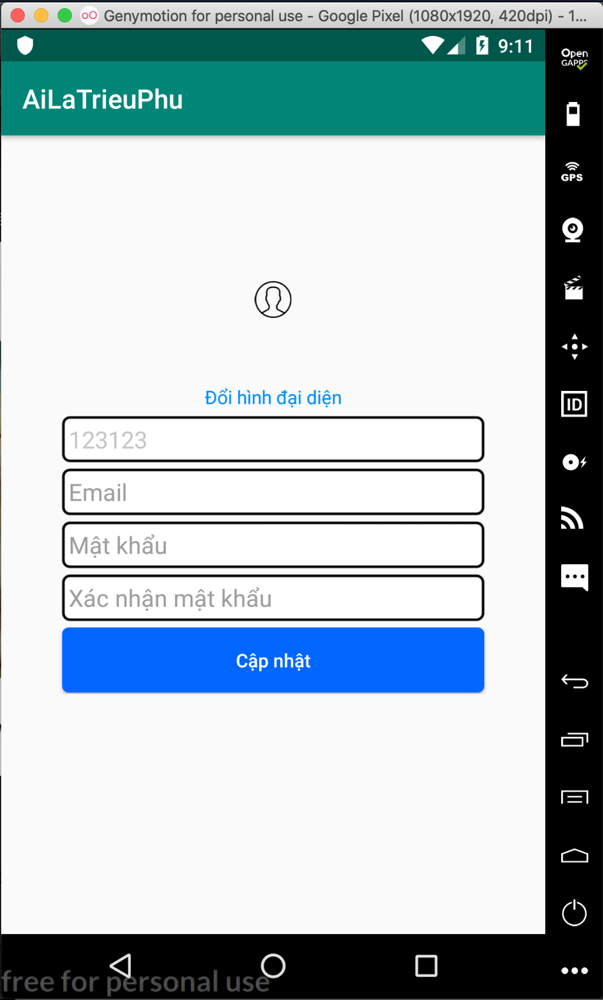 Genymotion for personal use - Google Pixel (1080x1920, 420dpi) - 1...
9:11
Open
GAPPS
AiLaTrieuPhu
GPS
Đổi hình đại diện
ID
123123
Email
Mật khẩu
Xác nhận mật khẩu
Cập nhật
free for personal use